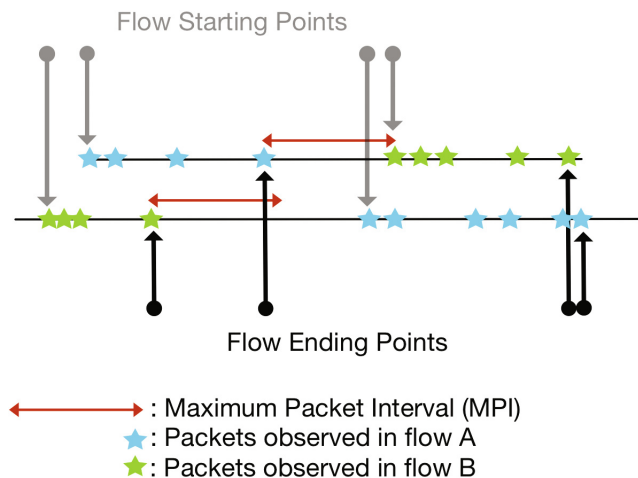 Flow Starting Points
Flow Ending Points
: Maximum Packet Interval (MPI)
: Packets observed in flow A
: Packets observed in flow B